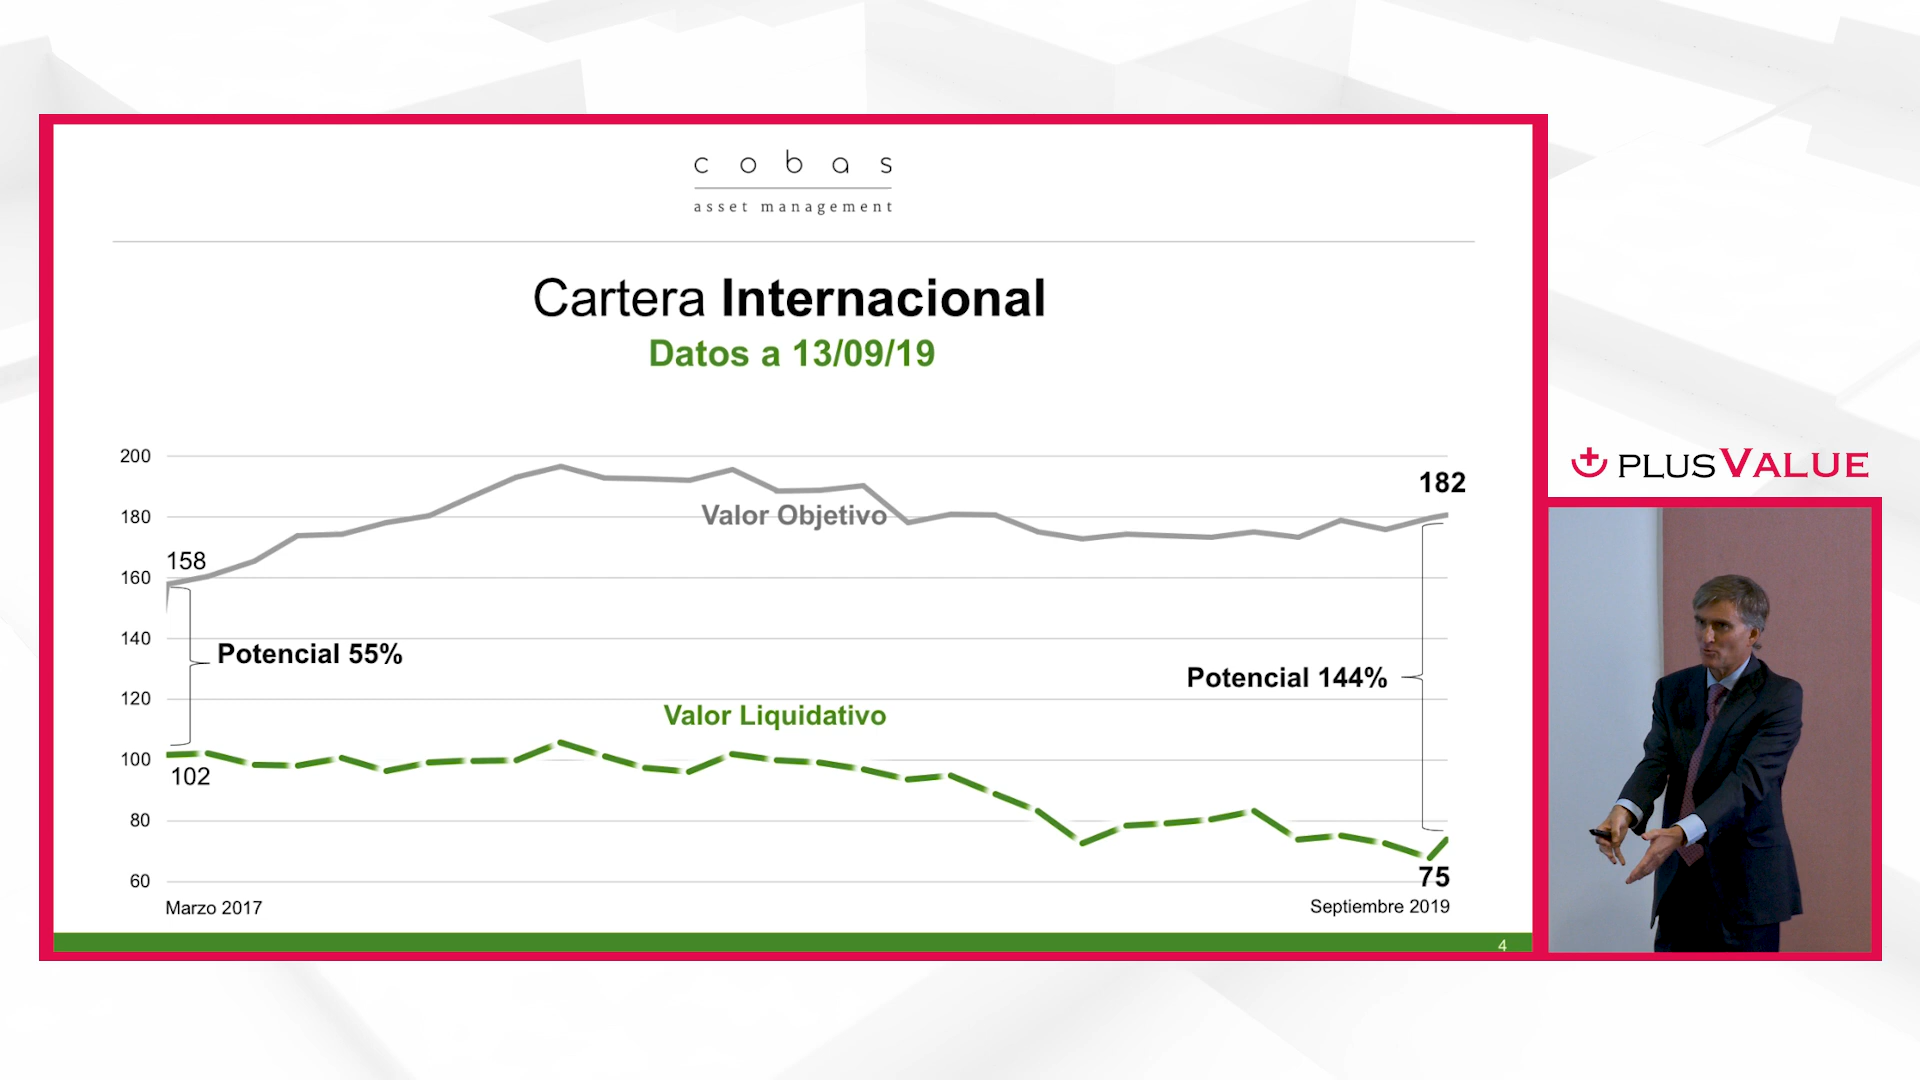 cobas
asset management
Cartera Internacional
Datos a 13/09/19
200
180
160
140
120
100
80
60
182
Valor Objetivo
158
Potencial 55%
Potencial 144%
Valor Liquidativo
102
75
Marzo 2017
Septiembre 2019
4
PLUSVALUE